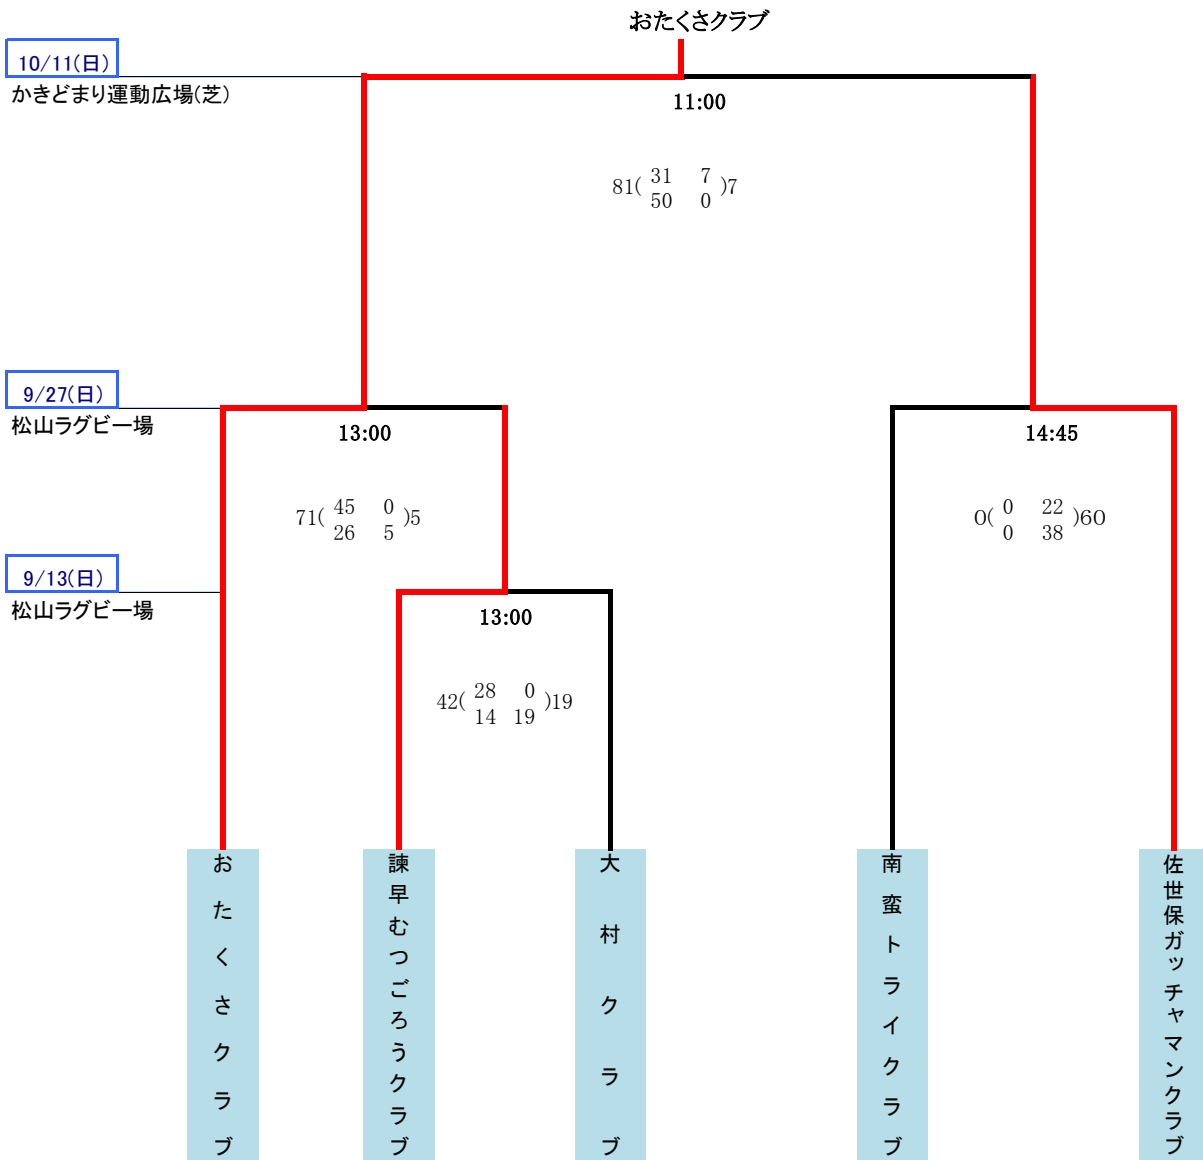 おたくさクラブ
10/11(日)
かきどまり運動広場(芝)
11:00
81( 31 7 )7
50 0
9/27(日)
松山ラグビー場
13:00
14:45
71( 45 0 )5
26 5
0( 0 22 )60
0 38
9/13(日)
松山ラグビー場
13:00
42( 28 0 )19
14 19
おたくさクラブ
諫早むつごろうクラブ
大村クラブ
南蛮トライクラブ
佐世保ガッチャマンクラブ